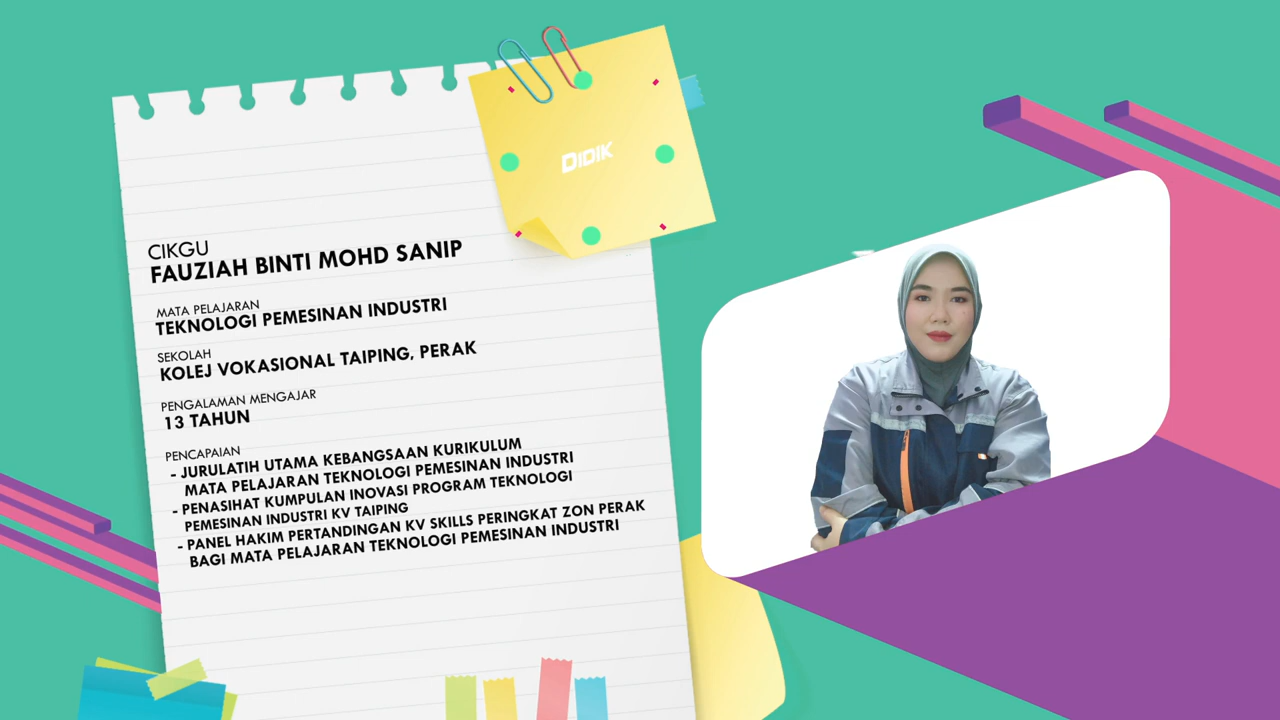 DIDIK
CIKGU
FAUZIAH BINTI MOHD SANIP
MATA PELAJARAN
TEKNOLOGI PEMESINAN INDUSTRI
SEKOLAH
KOLEJ VOKASIONAL TAIPING, PERAK
PENGALAMAN MENGAJAR
13 TAHUN
PENCAPAIAN
- JURULATIH UTAMA KEBANGSAAN KURIKULUM
MATA PELAJARAN TEKNOLOGI PEMESINAN INDUSTRI
- PENASIHAT KUMPULAN INOVASI PROGRAM TEKNOLOGI
PEMESINAN INDUSTRI KV TAIPING
- PANEL HAKIM PERTANDINGAN KV SKILLS PERINGKAT ZON PERAK
BAGI MATA PELAJARAN TEKNOLOGI PEMESINAN INDUSTRI